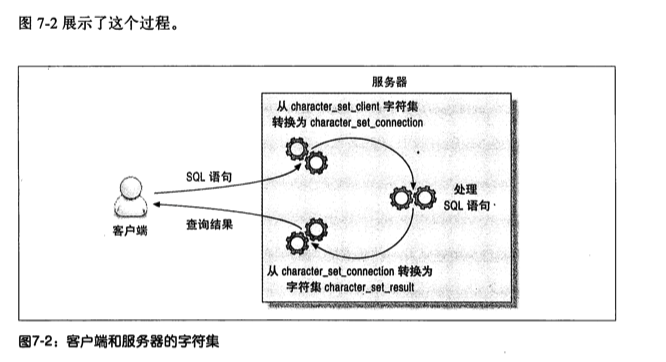 图 7-2 展示了这个过程。
服务器
从 character_set_client 字符集
转换为 character_set_connection
SQL 语句
处理
SQL 语句
客户端
查询结果
从 character_set_connection 转换为
字符集 character_set_result
图7-2：客户端和服务器的字符集